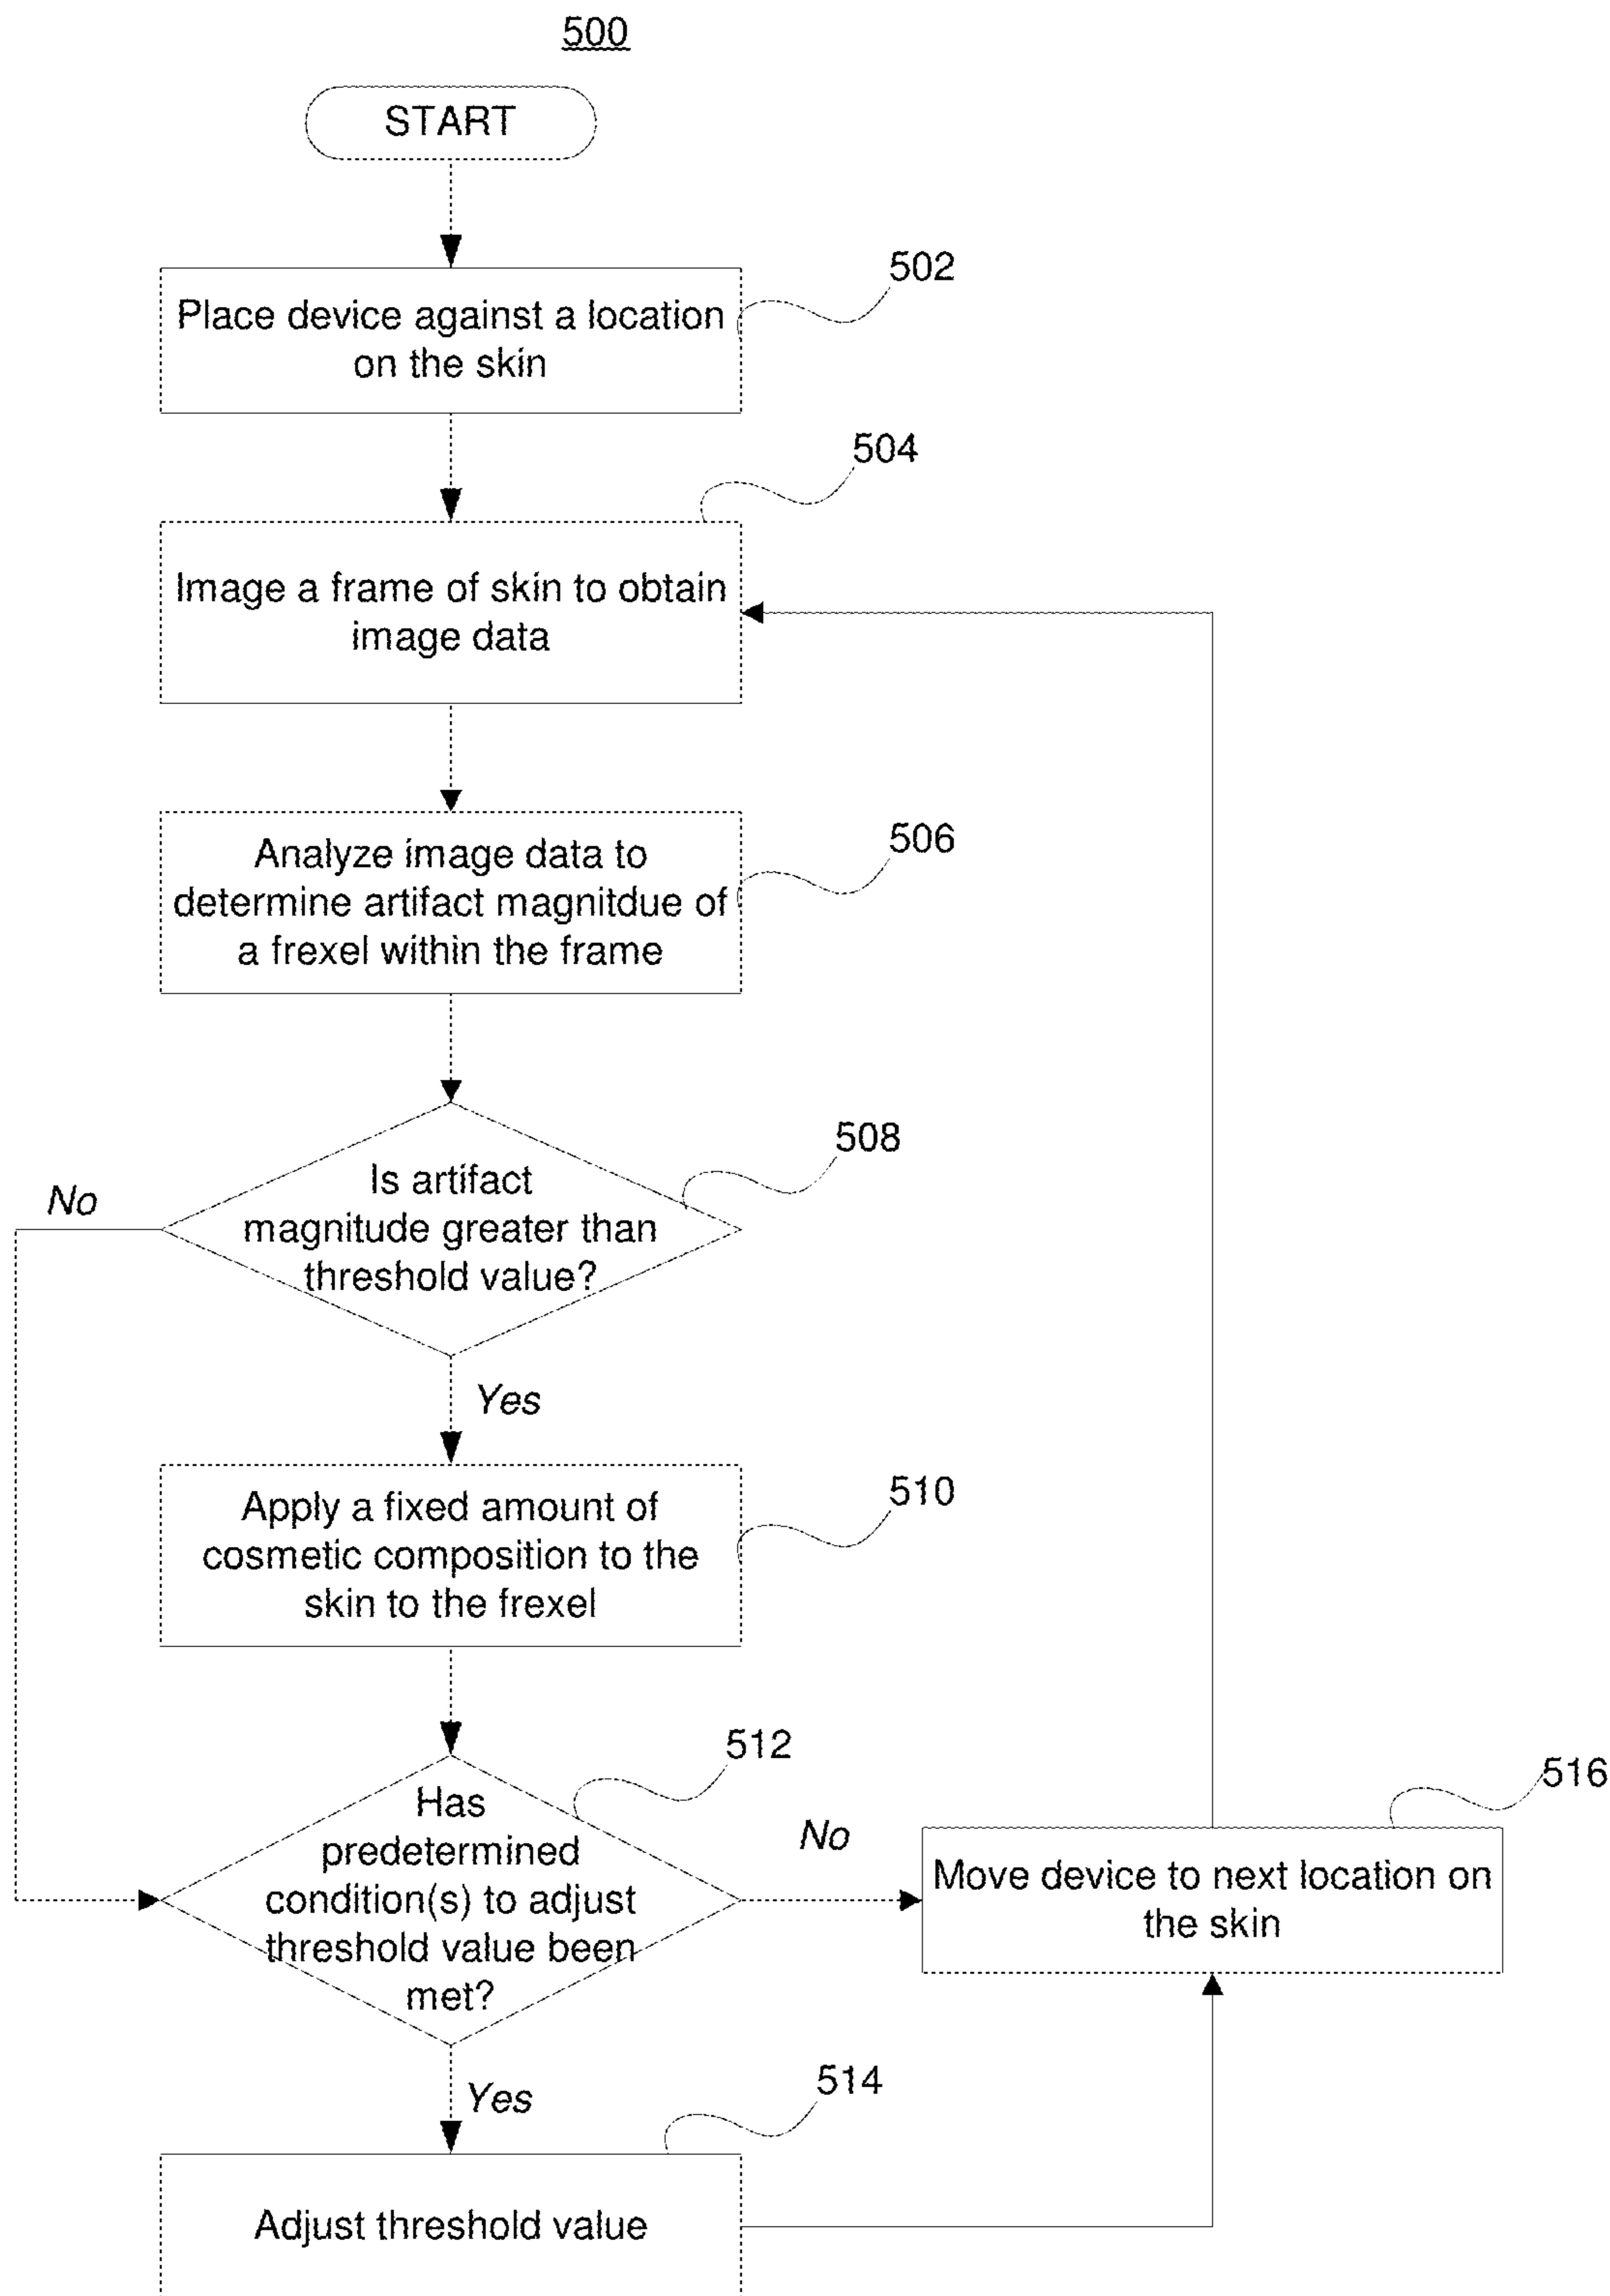 500
START
502
Place device against a location
on the skin
504
Image a frame of skin to obtain
image data
506
Analyze image data to
determine artifact magnitdue of
a frexel within the frame
508
No
Is artifact
magnitude greater than
threshold value?
Yes
510
Apply a fixed amount of
cosmetic composition to the
skin to the frexel
512
Has
predetermined
condition(s) to adjust
threshold value been
met?
No
516
Move device to next location on
the skin
Yes
514
Adjust threshold value